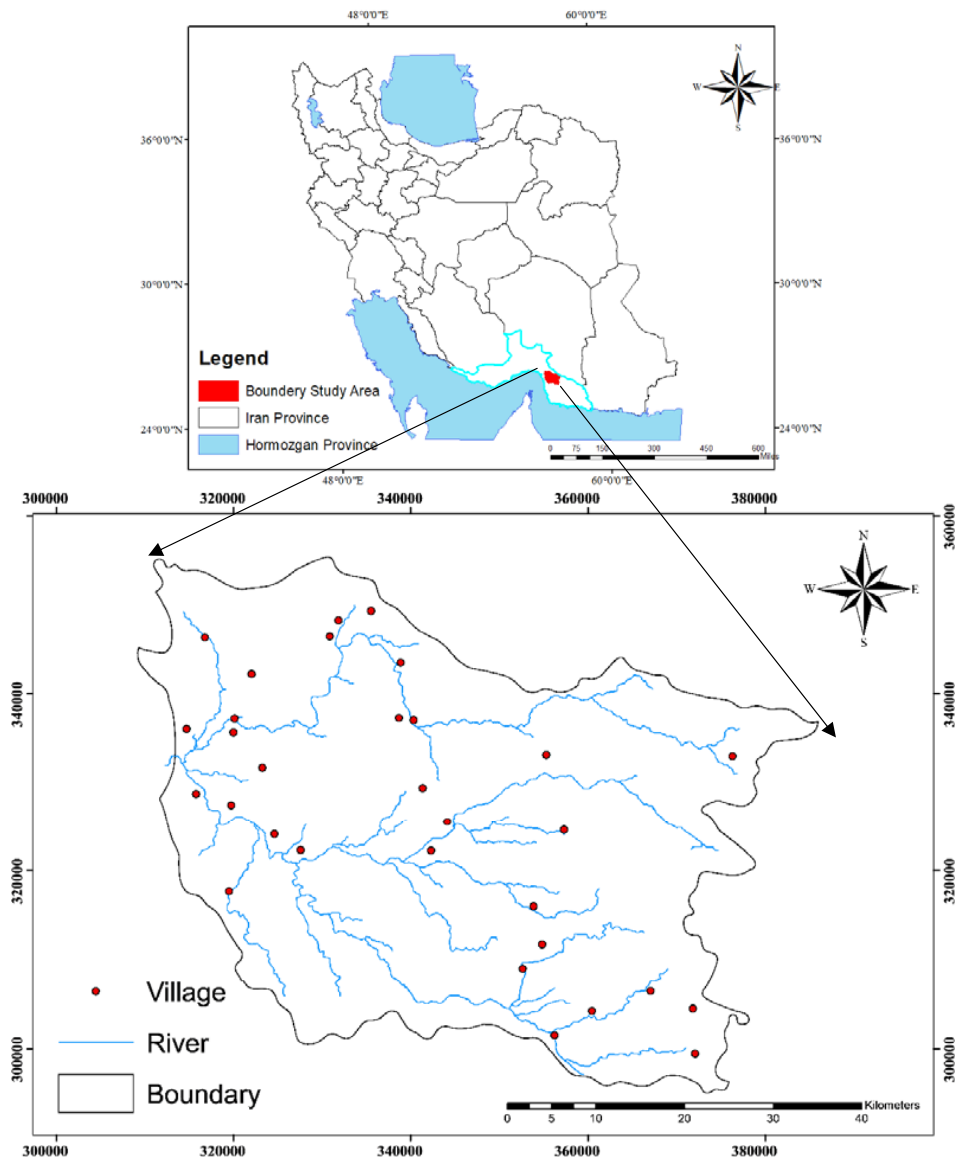 48°0'0"E 60°0'0"E
N
W E
S
36°0'0"N 36°0'0"N
30°0'0"N 30°0'0"N
Legend
Boundery Study Area
Iran Province
Hormozgan Province
24°0'0"N 24°0'0"N
0 75 150 300 450 600
Miles
48°0'0"E 60°0'0"E
300000 320000 340000 360000 380000
360000
N
W E
S
340000 340000
320000 320000
Village
River
300000 300000
Boundary
Kilometers
0 5 10 20 30 40
300000 320000 340000 360000 380000